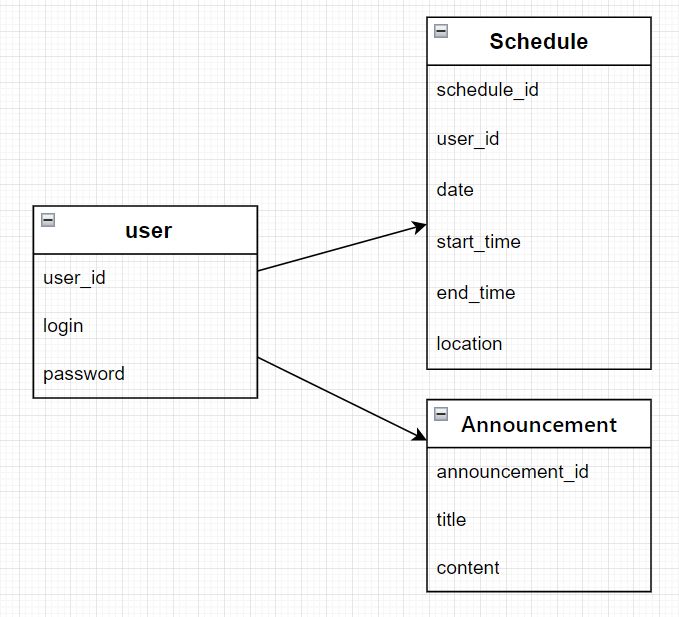 Schedule
schedule_id
user_id
date
start_time
end_time
location
user
user_id
login
password
Announcement
announcement_id
title
content